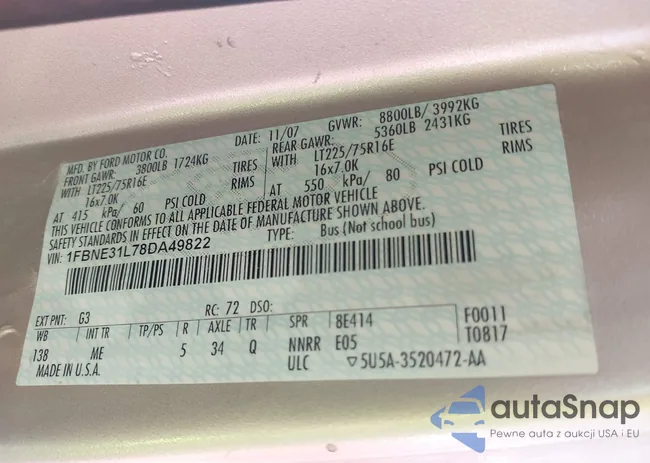 MFD. BY FORD MOTOR CO. DATE: 11/07 GVWR: 8800LB/ 3992KG
FRONT GAWR: 3800LB 1724KG REAR GAWR: 5360LB 2431KG
WITH LT225/75R16E TIRES WITH LT225/75R16E TIRES
16x7.0K RIMS 16x7.0K RIMS
AT 415 kPa/ 60 PSI COLD AT 550 kPa/ 80 PSI COLD
THIS VEHICLE CONFORMS TO ALL APPLICABLE FEDERAL MOTOR VEHICLE
SAFETY STANDARDS IN EFFECT ON THE DATE OF MANUFACTURE SHOWN ABOVE.
VIN: 1FBNE31L78DA49822 TYPE: Bus (Not school bus)
EXT PNT: G3 RC: 72 DSO: F0011
WB INT TR TP/PS R AXLE TR SPR 8E414 T0817
138 ME 5 34 Q NNRR E05
MADE IN U.S.A. ULC ▽5U5A-3520472-AA
autaSnap
Pewne auta z aukcji USA i EU